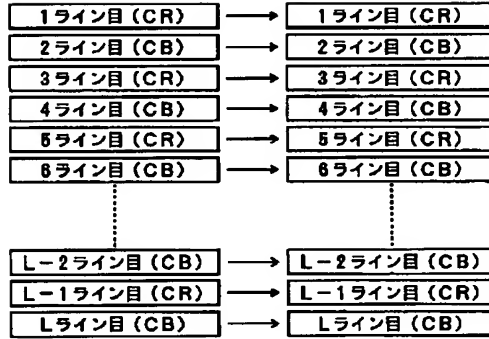 1ライン目(CR) 1ライン目(CR)
2ライン目(CB) 2ライン目(CB)
3ライン目(CR) 3ライン目(CR)
4ライン目(CB) 4ライン目(CB)
5ライン目(CR) 5ライン目(CR)
6ライン目(CB) 6ライン目(CB)
L-2ライン目(CB) L-2ライン目(CB)
L-1ライン目(CR) L-1ライン目(CR)
Lライン目(CB) Lライン目(CB)